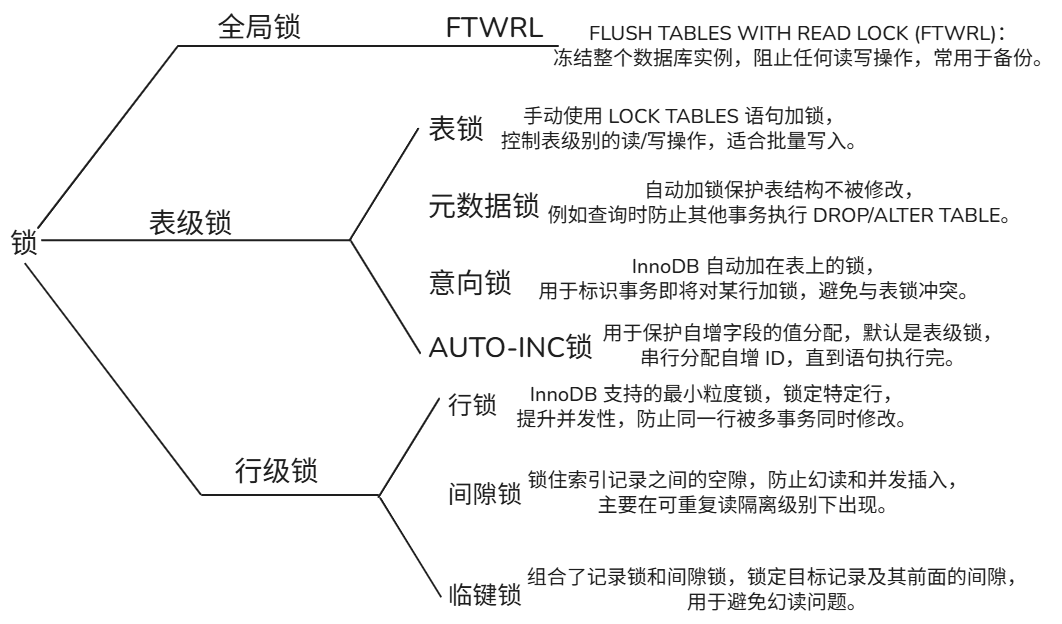 全局锁
FTWRL
FLUSH TABLES WITH READ LOCK (FTWRL)：
冻结整个数据库实例，阻止任何读写操作，常用于备份。
锁
表级锁
表锁
手动使用 LOCK TABLES 语句加锁，
控制表级别的读/写操作，适合批量写入。
元数据锁
自动加锁保护表结构不被修改，
例如查询时防止其他事务执行 DROP/ALTER TABLE。
意向锁
InnoDB 自动加在表上的锁，
用于标识事务即将对某行加锁，避免与表锁冲突。
AUTO-INC锁
用于保护自增字段的值分配，默认是表级锁，
串行分配自增 ID，直到语句执行完。
行级锁
行锁
InnoDB 支持的最小粒度锁，锁定特定行，
提升并发性，防止同一行被多事务同时修改。
间隙锁
锁住索引记录之间的空隙，防止幻读和并发插入，
主要在可重复读隔离级别下出现。
临键锁
组合了记录锁和间隙锁，锁定目标记录及其前面的间隙，
用于避免幻读问题。